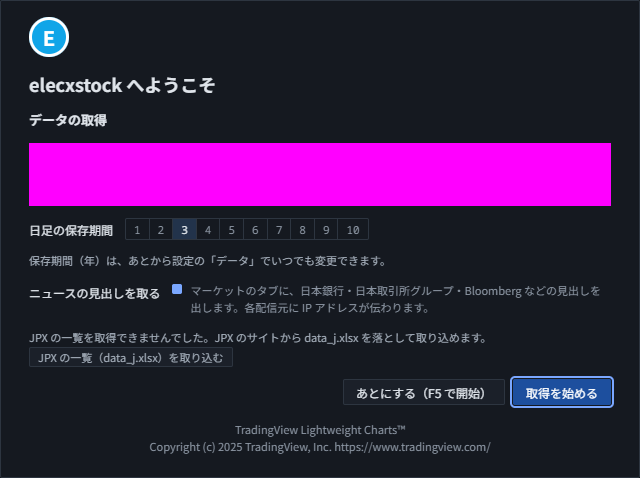 E
elecxstock へようこそ
データの取得
日足の保存期間 1 2 3 4 5 6 7 8 9 10
保存期間（年）は、あとから設定の「データ」でいつでも変更できます。
ニュースの見出しを取る マーケットのタブに、日本銀行・日本取引所グループ・Bloomberg などの見出しを
出します。各配信元に IP アドレスが伝わります。
JPX の一覧を取得できませんでした。JPX のサイトから data_j.xlsx を落として取り込めます。
JPX の一覧（data_j.xlsx）を取り込む
あとにする（F5 で開始） 取得を始める
TradingView Lightweight Charts™
Copyright (c) 2025 TradingView, Inc. https://www.tradingview.com/